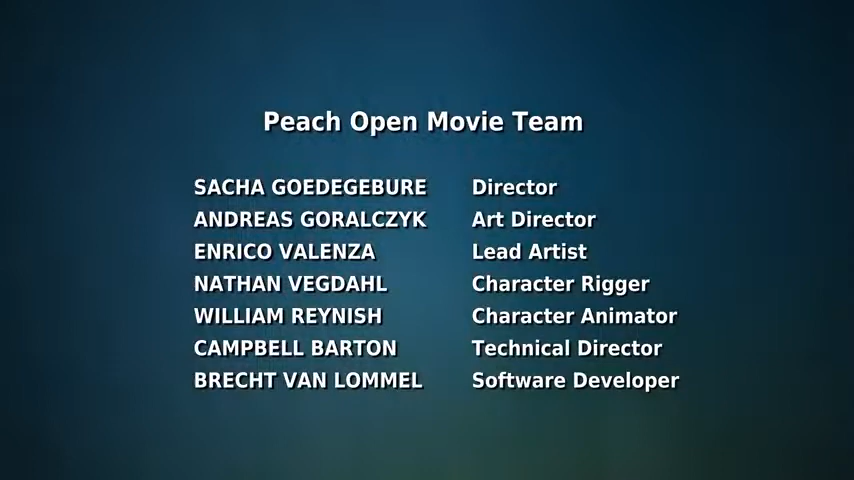 Peach Open Movie Team
SACHA GOEDEGEBURE Director
ANDREAS GORALCZYK Art Director
ENRICO VALENZA Lead Artist
NATHAN VEGDAHL Character Rigger
WILLIAM REYNISH Character Animator
CAMPBELL BARTON Technical Director
BRECHT VAN LOMMEL Software Developer